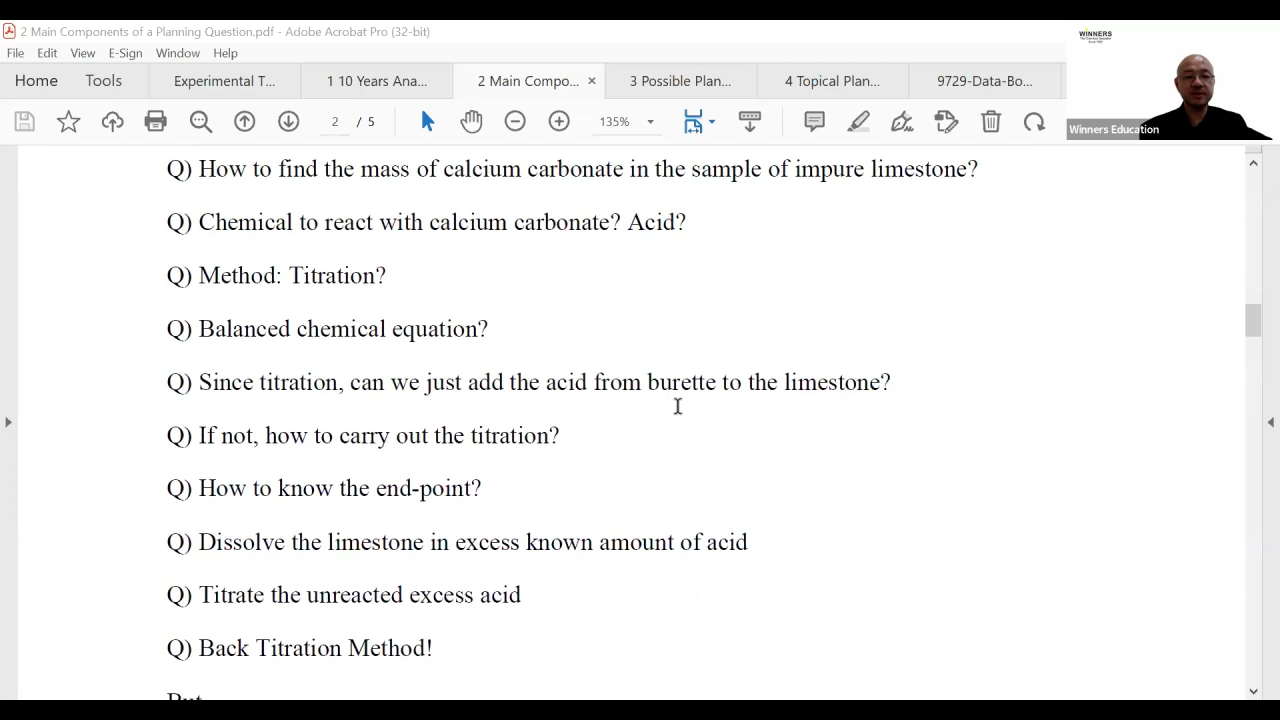 2 Main Components of a Planning Question.pdf - Adobe Acrobat Pro (32-bit)
File Edit View E-Sign Window Help
WINNERS
Home Tools Experimental T... 1 10 Years Ana... 2 Main Compo... × 3 Possible Plan... 4 Topical Plan... 9729-Data-Bo...
2 / 5 135%
Winners Education
Q) How to find the mass of calcium carbonate in the sample of impure limestone?
Q) Chemical to react with calcium carbonate? Acid?
Q) Method: Titration?
Q) Balanced chemical equation?
Q) Since titration, can we just add the acid from burette to the limestone?
Q) If not, how to carry out the titration?
Q) How to know the end-point?
Q) Dissolve the limestone in excess known amount of acid
Q) Titrate the unreacted excess acid
Q) Back Titration Method!
But